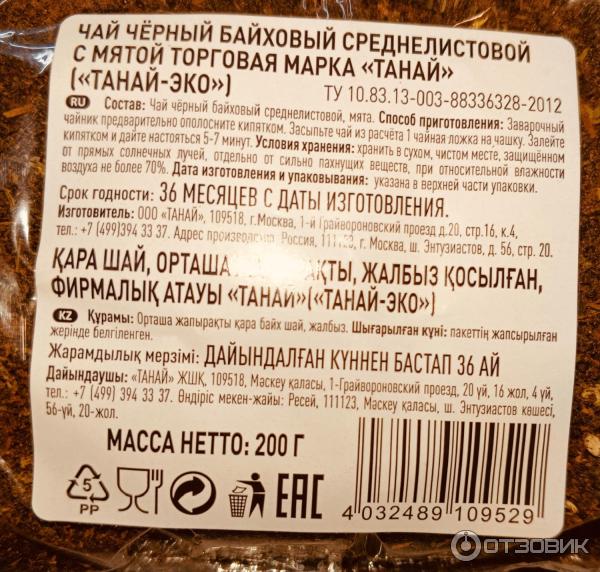 ЧАЙ ЧЁРНЫЙ БАЙХОВЫЙ СРЕДНЕЛИСТОВОЙ
С МЯТОЙ ТОРГОВАЯ МАРКА «ТАНАЙ»
(«ТАНАЙ-ЭКО»)
ТУ 10.83.13-003-88336328-2012
RU Состав: Чай чёрный байховый среднелистовой, мята. Способ приготовления: Заварочный
чайник предварительно ополосните кипятком. Засыпьте чай из расчёта 1 чайная ложка на чашку. Залейте
кипятком и дайте настояться 5-7 минут. Условия хранения: хранить в сухом, чистом месте, защищённом
от прямых солнечных лучей, отдельно от сильно пахнущих веществ, при относительной влажности
воздуха не более 70%. Дата изготовления и упаковывания: указана в верхней части упаковки.
Срок годности: 36 МЕСЯЦЕВ С ДАТЫ ИЗГОТОВЛЕНИЯ.
Изготовитель: ООО «ТАНАЙ», 109518, г.Москва, 1-й Грайвороновский проезд д.20, стр.16, к.4,
тел.: +7 (499)394 33 37. Адрес Россия, г. Москва, ш. Энтузиастов, д. 56, стр. 20.
ҚАРА ШАЙ, ОРТАША ЖАЛБЫЗ ҚОСЫЛҒАН,
ФИРМАЛЫҚ АТАУЫ «ТАНАЙ»(«ТАНАЙ-ЭКО»)
KZ Құрамы: Орташа жапырақты қара байх шай, жалбыз. Шығарылған күні: пакеттің жапсырылған
жерінде белгіленген.
Жарамдылық мерзімі: ДАЙЫНДАЛҒАН КҮННЕН БАСТАП 36 АЙ
Дайындаушы: «ТАНАЙ» ЖШҚ, 109518, Мәскеу қаласы, 1-Грайвороновский проезд, 20 үй, 16 жол, 4 үй,
тел.: +7 (499) 394 33 37. Өндіріс мекен-жайы: Ресей, 111123, Мәскеу қаласы, ш. Энтузиастов көшесі,
56-үй, 20-жол.
МАССА НЕТТО: 200 Г
5
PP
EAC
4 032489 109529
ОТЗОВИК